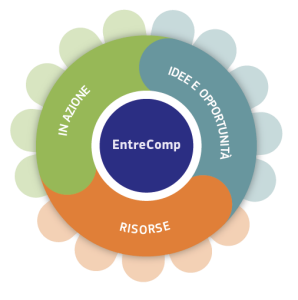 IN AZIONE
IDEE E OPPORTUNITÀ
EntreComp
RISORSE